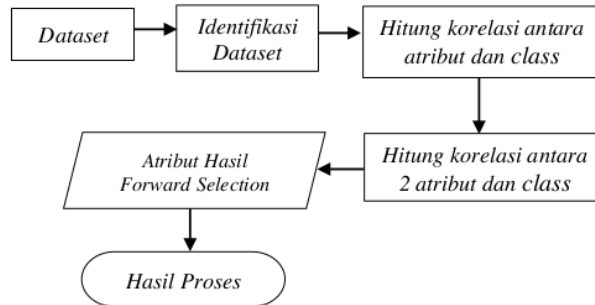 Dataset
Identifikasi
Dataset
Hitung korelasi antara
atribut dan class
Hitung korelasi antara
2 atribut dan class
Atribut Hasil
Forward Selection
Hasil Proses